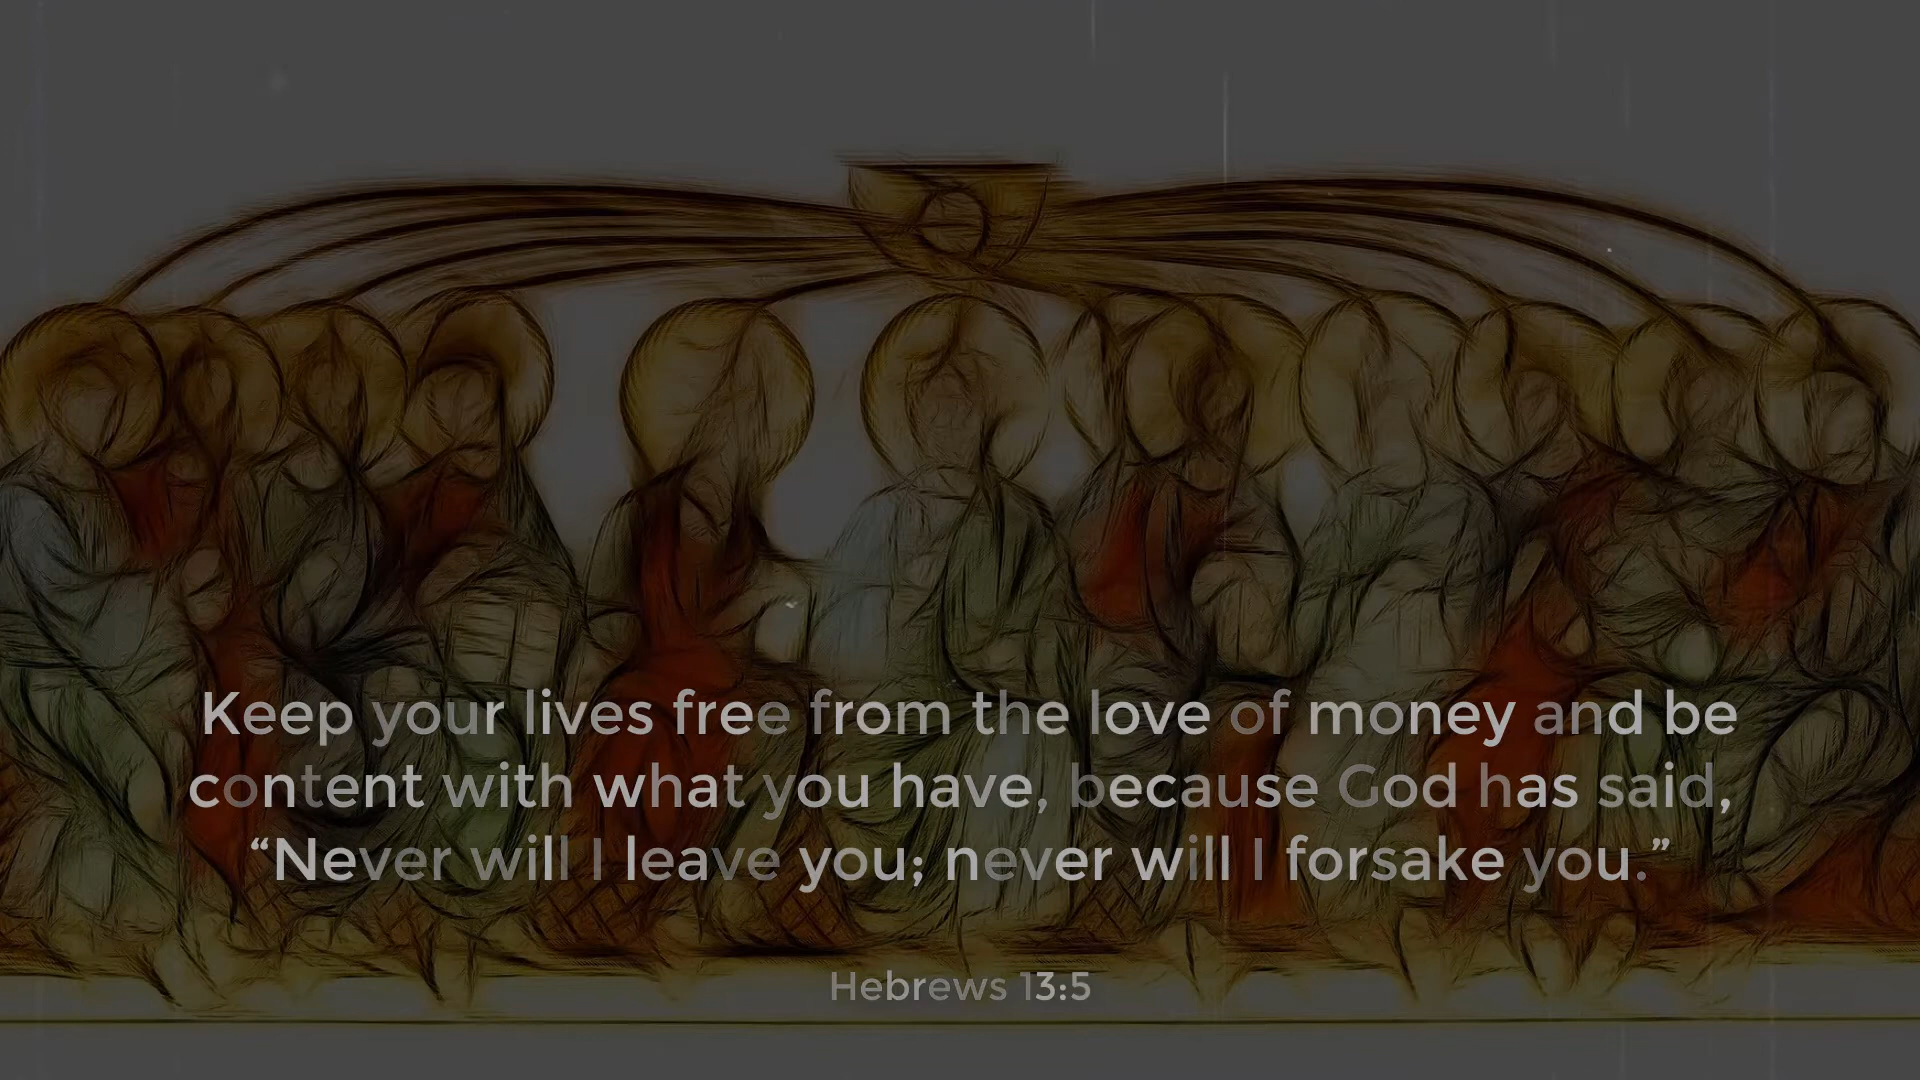 Keep your lives free from the love of money and be
content with what you have, because God has said,
“Never will I leave you; never will I forsake you.”
Hebrews 13:5